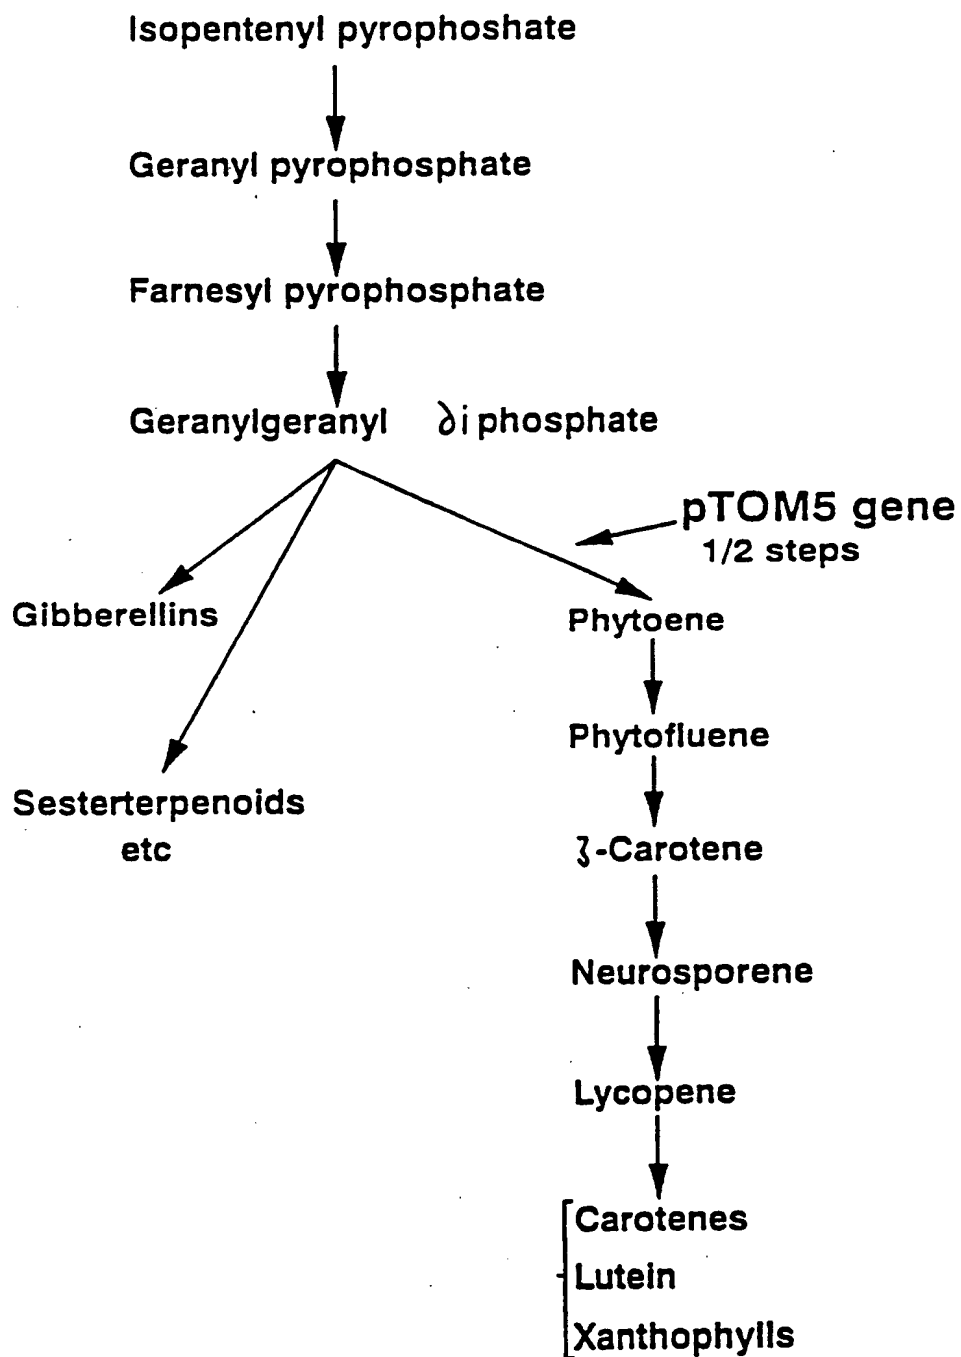 Isopentenyl pyrophoshate
Geranyl pyrophosphate
Farnesyl pyrophosphate
Geranylgeranyl diphosphate
pTOM5 gene
1/2 steps
Gibberellins
Phytoene
Phytofluene
Sesterterpenoids
etc
ζ-Carotene
Neurosporene
Lycopene
Carotenes
Lutein
Xanthophylls